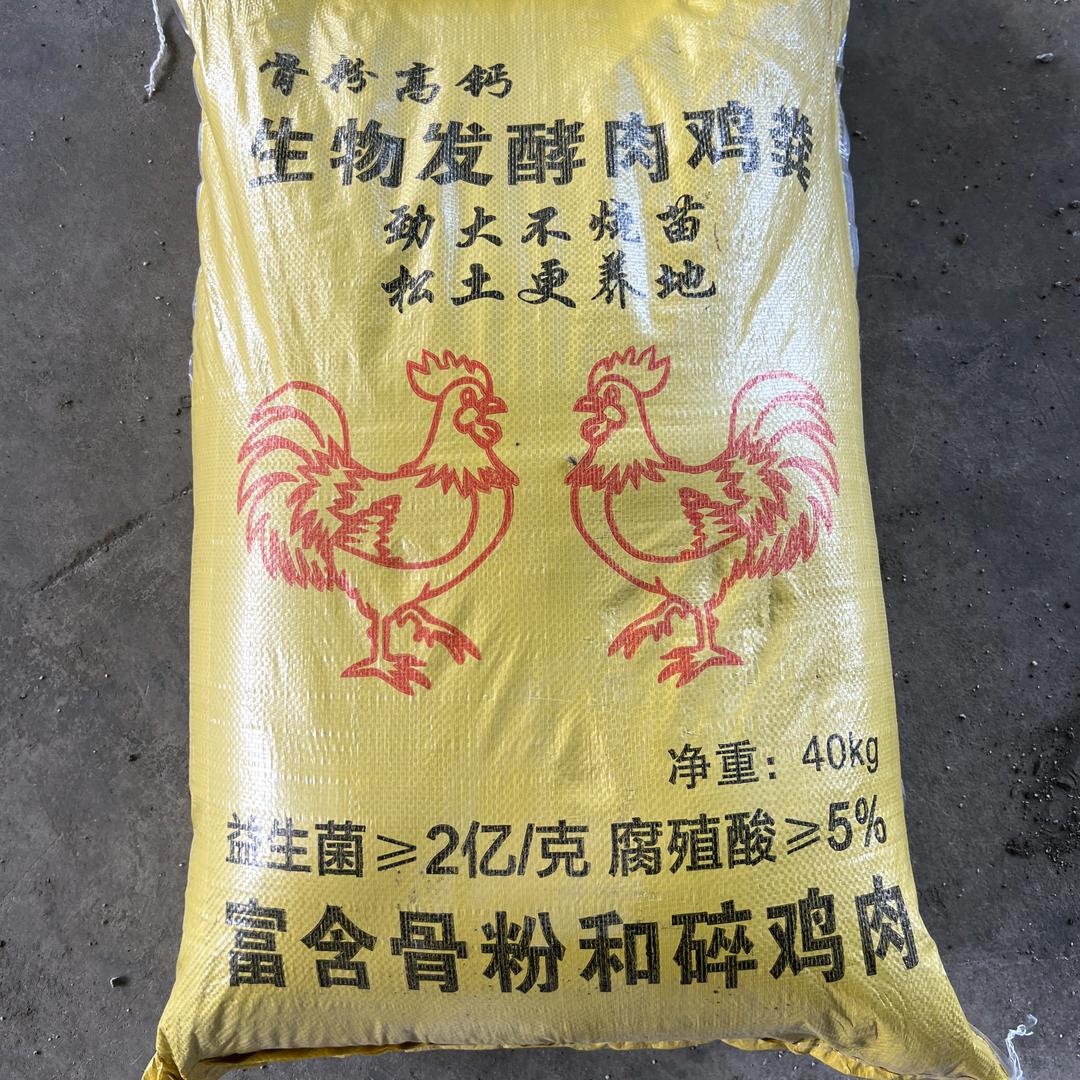 骨粉高钙
生物发酵肉鸡粪
劲大不烧苗
松土更养地
净重：40kg
益生菌≥2亿/克 腐殖酸≥5%
富含骨粉和碎鸡肉